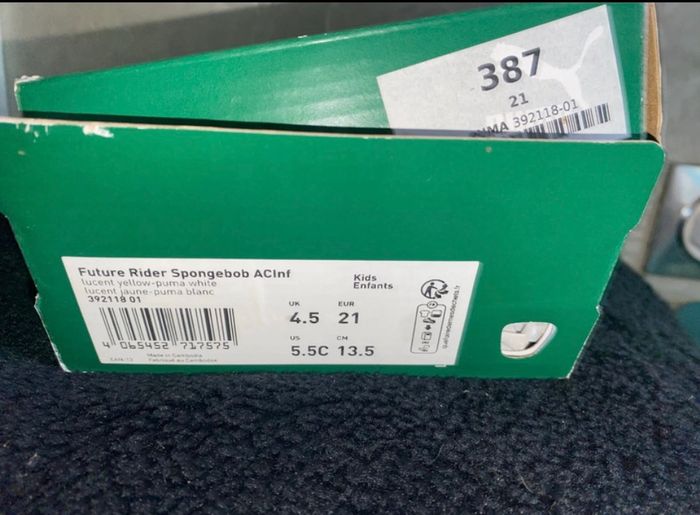 387
21
392118-01
Future Rider Spongebob ACInf
lucent yellow-puma white
lucent jaune-puma blanc
392118 01
Kids
Enfants
UK EUR
4.5 21
US CM
5.5C 13.5
4 065452 717575
Made in Cambodia
Fabriqué au Cambodge
quefairedemesdechets.fr